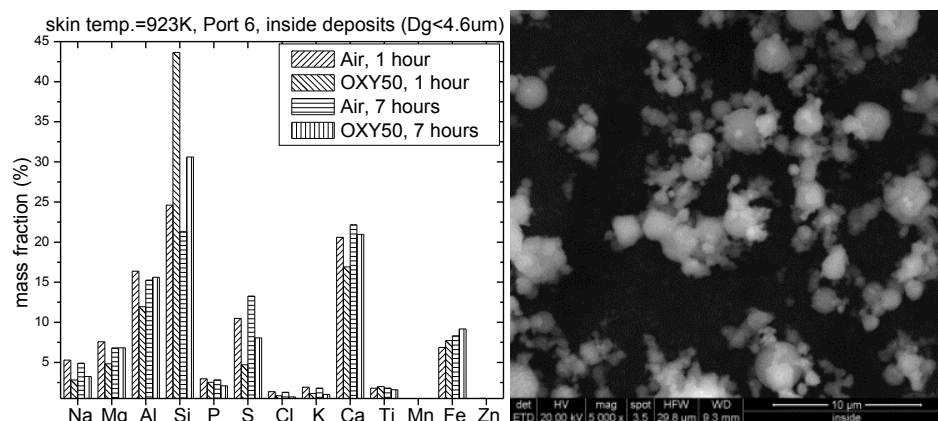 skin temp.=923K, Port 6, inside deposits (Dg<4.6um)
mass fraction (%)
45
40
35
30
25
20
15
10
5
Air, 1 hour
OXY50, 1 hour
Air, 7 hours
OXY50, 7 hours
Na Mg Al Si P S Cl K Ca Ti Mn Fe Zn
det HV mag spot HFW WD
ETD 20.00 kV 5 000 x 3.5 29.8 µm 9.3 mm
10 µm
inside